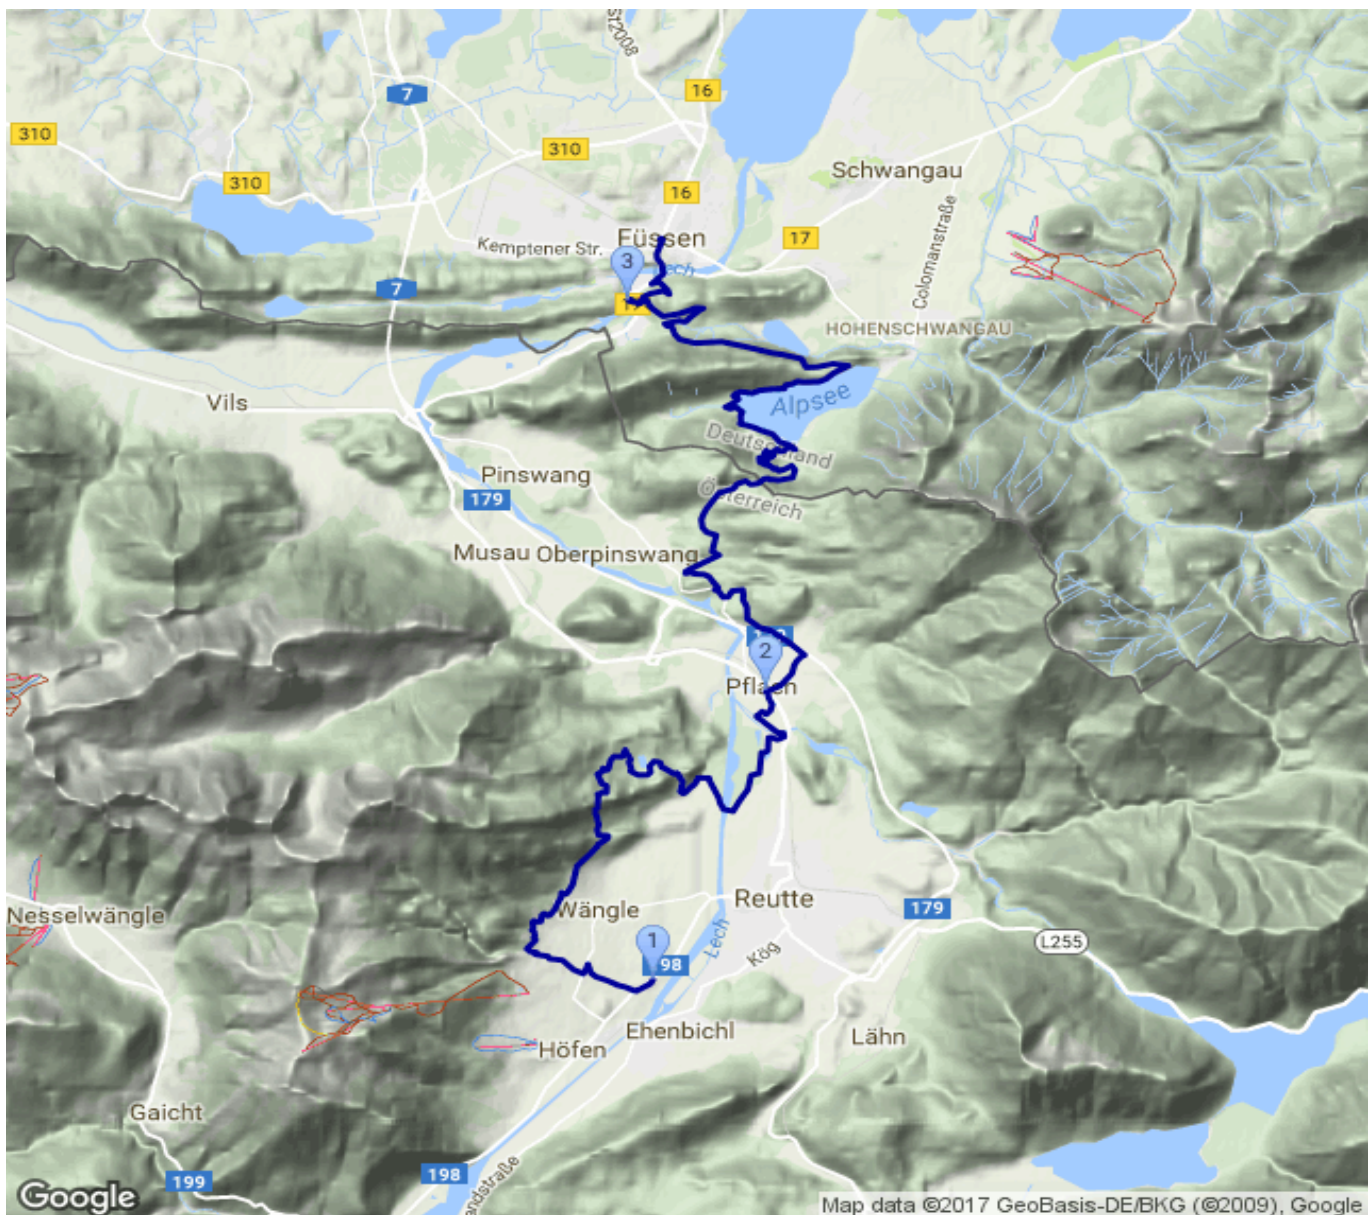 St2008
7
16
310
310
310
Schwangau
16
Kemptener Str.
Füssen
17
Colomanstraße
3
Lech
7
HOHENSCHWANGAU
Vils
Alpsee
Deutschland
Pinswang
179
Österreich
Musau
Oberpinswang
2
Pflach
Reutte
Wängle
179
Nesselwängle
1
Lech
Kög
L255
98
Ehenbichl
Lähn
Höfen
Gaicht
198
199
Google
Map data ©2017 GeoBasis-DE/BKG (©2009), Google